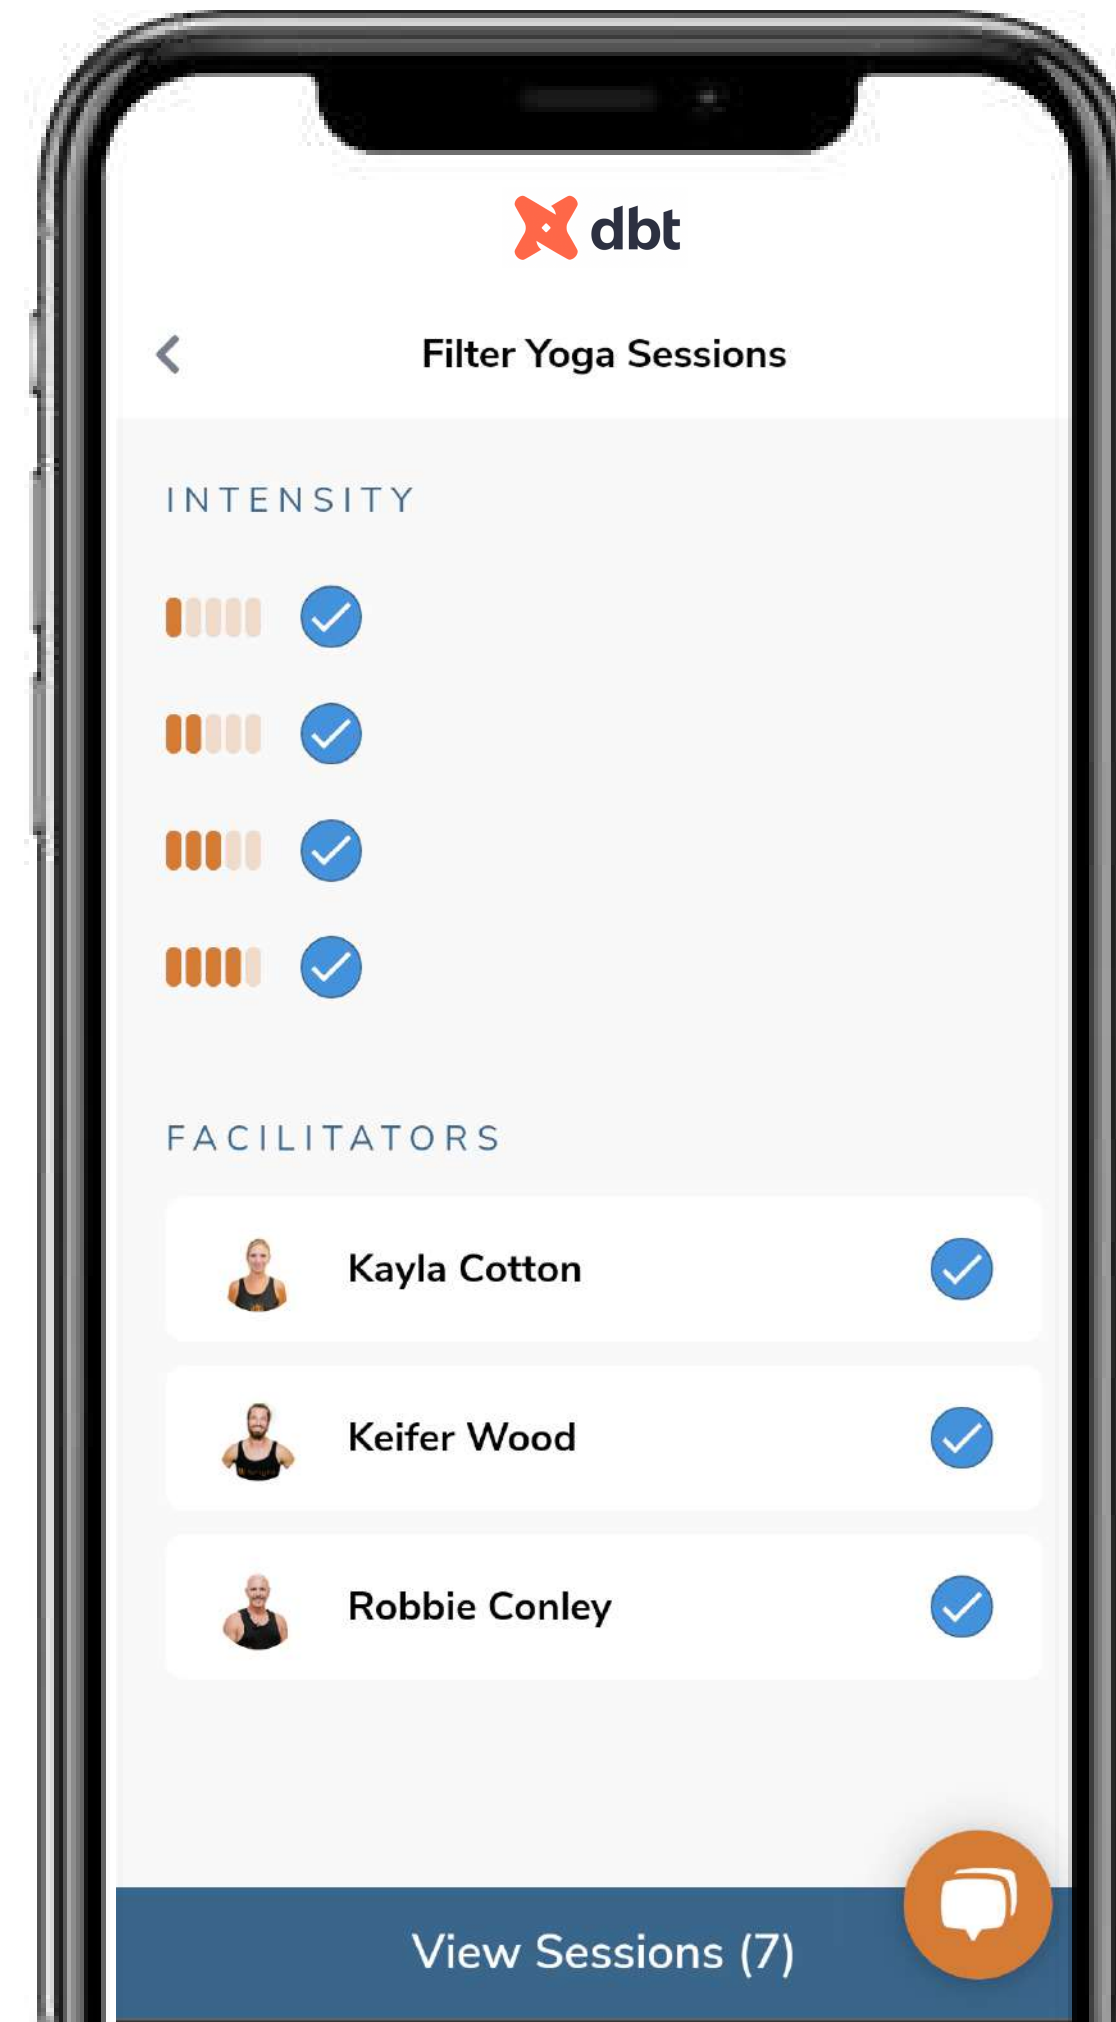 dbt
Filter Yoga Sessions
INTENSITY
FACILITATORS
Kayla Cotton
Keifer Wood
Robbie Conley
View Sessions (7)